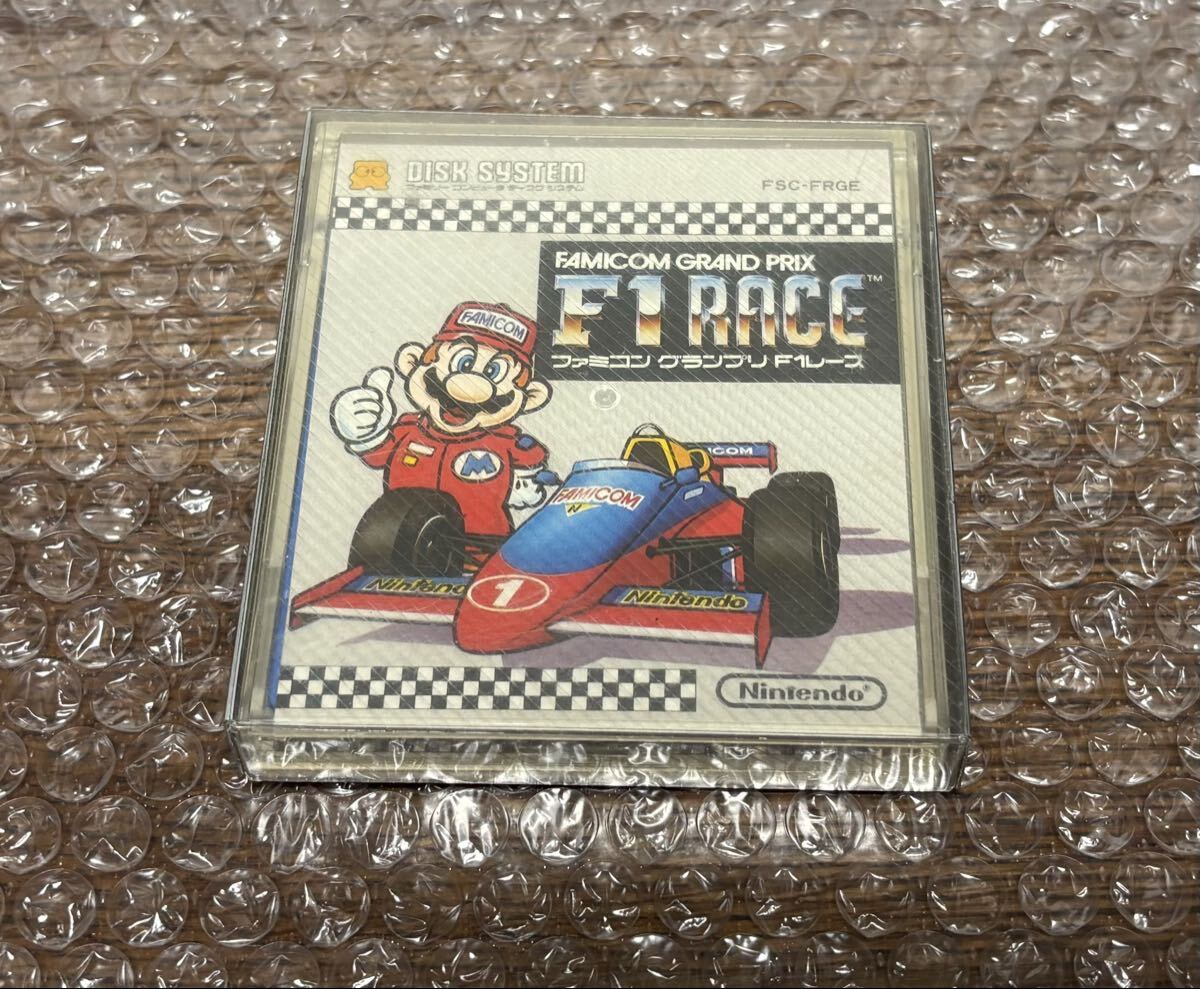 DISK SYSTEM
ファミリー コンピュータ ディスク システム
FSC-FRGE
FAMICOM GRAND PRIX
F1 RACE™
ファミコン グランプリ F1レース
FAMICOM
M
COM
FAMICOM
N
Nintendo
1
Nintendo
Nintendo®